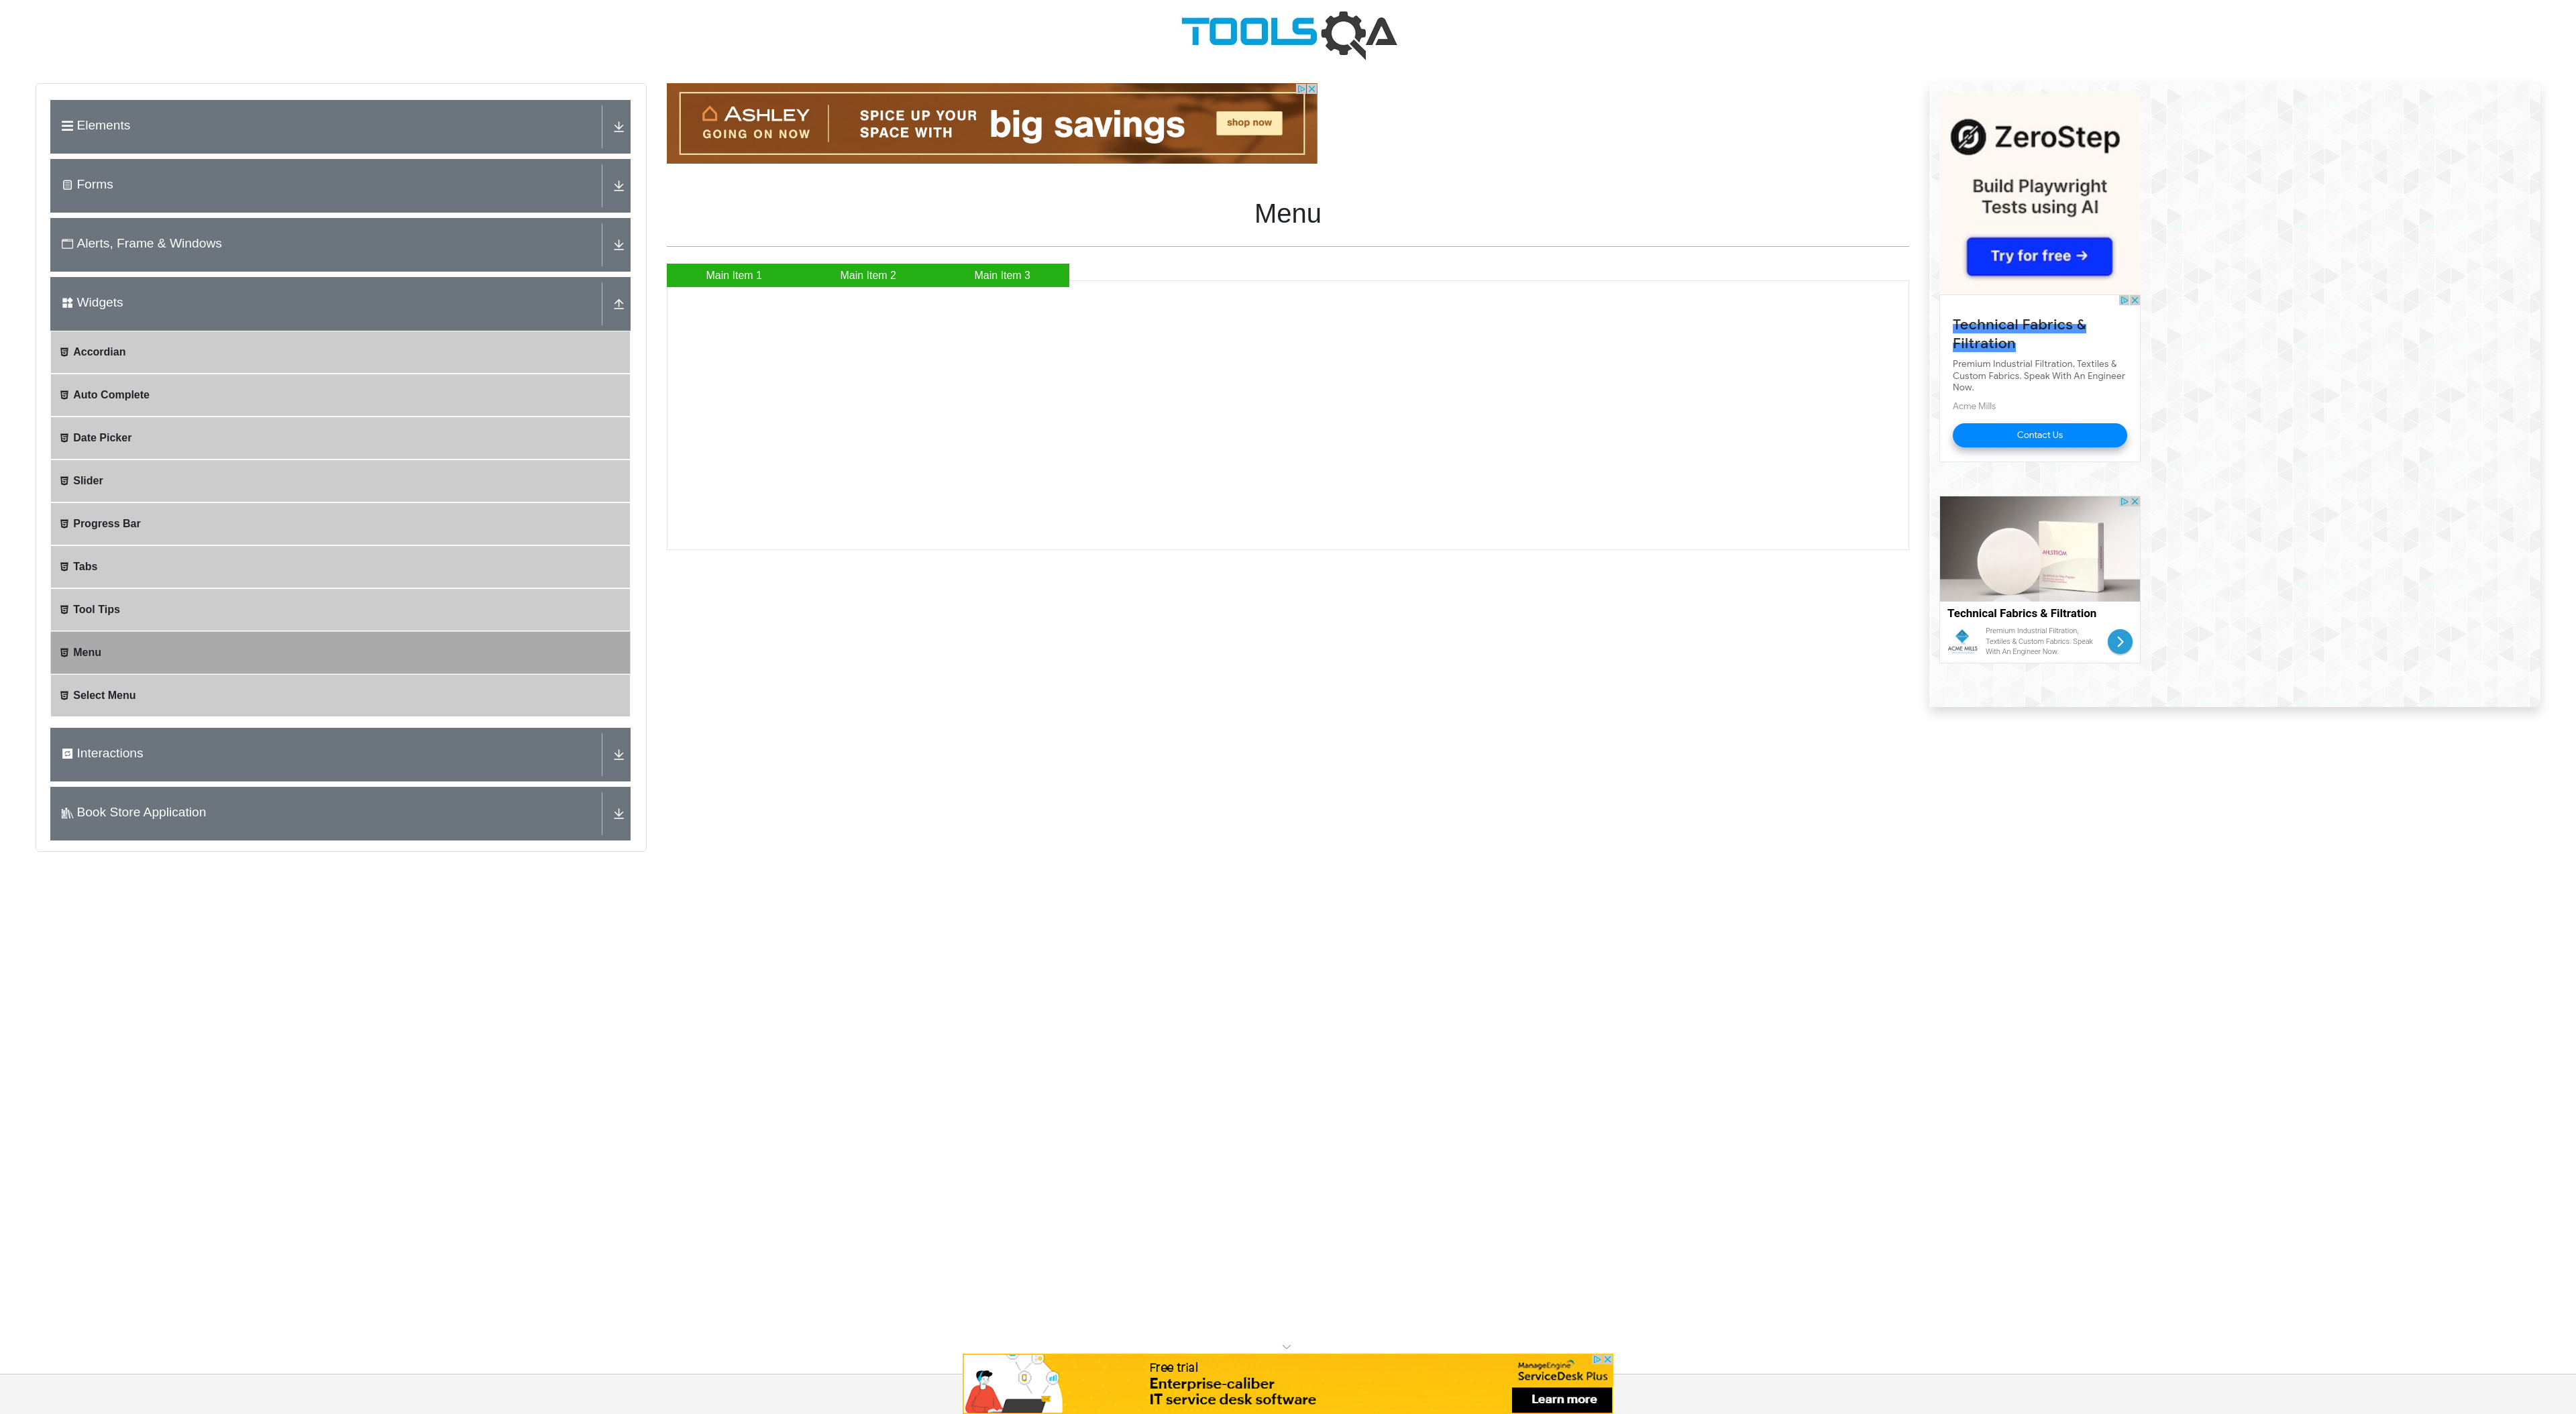 TOOLSQA
Elements
Forms
Alerts, Frame & Windows
Widgets
Accordian
Auto Complete
Date Picker
Slider
Progress Bar
Tabs
Tool Tips
Menu
Select Menu
Interactions
Book Store Application
ASHLEY
GOING ON NOW
SPICE UP YOUR
SPACE WITH
big savings
shop now
Menu
Main Item 1
Main Item 2
Main Item 3
ZeroStep
Build Playwright
Tests using AI
Try for free →
Technical Fabrics &
Filtration
Premium Industrial Filtration, Textiles &
Custom Fabrics. Speak With An Engineer
Now.
Acme Mills
Contact Us
Technical Fabrics & Filtration
ACME MILLS
Premium Industrial Filtration,
Textiles & Custom Fabrics. Speak
With An Engineer Now.
Free trial
Enterprise-caliber
IT service desk software
ManageEngine
ServiceDesk Plus
Learn more